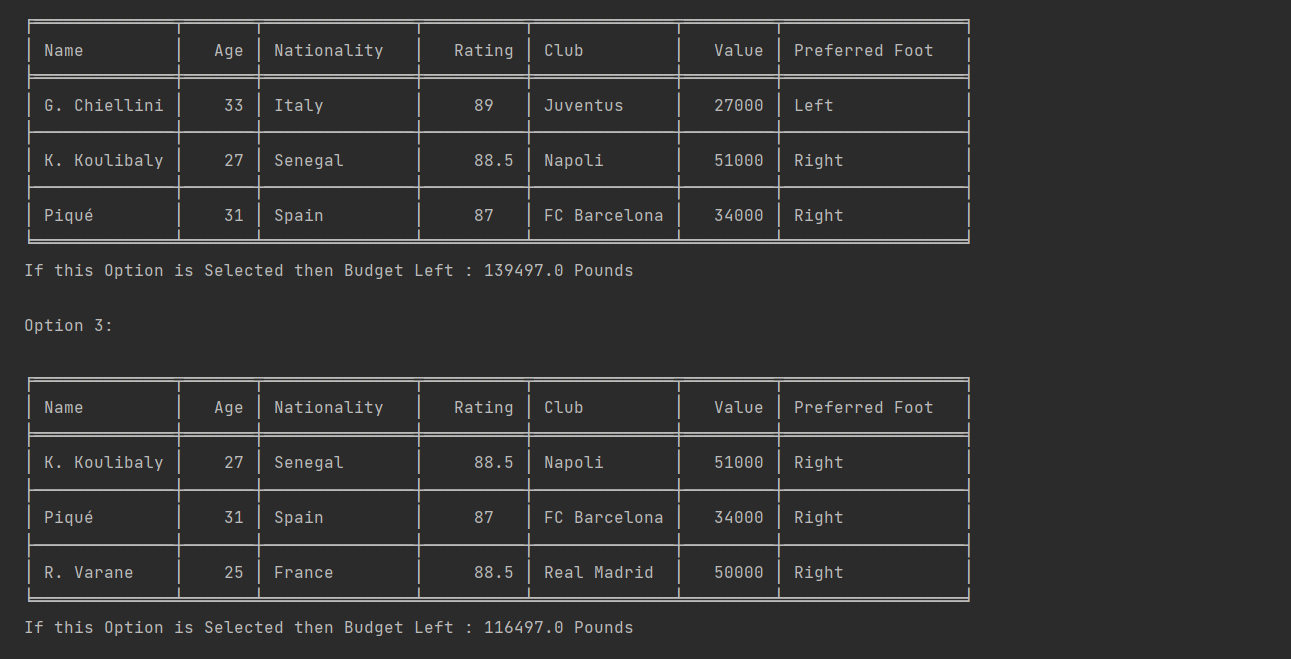 Name Age Nationality Rating Club Value Preferred Foot
G. Chiellini 33 Italy 89 Juventus 27000 Left
K. Koulibaly 27 Senegal 88.5 Napoli 51000 Right
Piqué 31 Spain 87 FC Barcelona 34000 Right
If this Option is Selected then Budget Left : 139497.0 Pounds
Option 3:
Name Age Nationality Rating Club Value Preferred Foot
K. Koulibaly 27 Senegal 88.5 Napoli 51000 Right
Piqué 31 Spain 87 FC Barcelona 34000 Right
R. Varane 25 France 88.5 Real Madrid 50000 Right
If this Option is Selected then Budget Left : 116497.0 Pounds